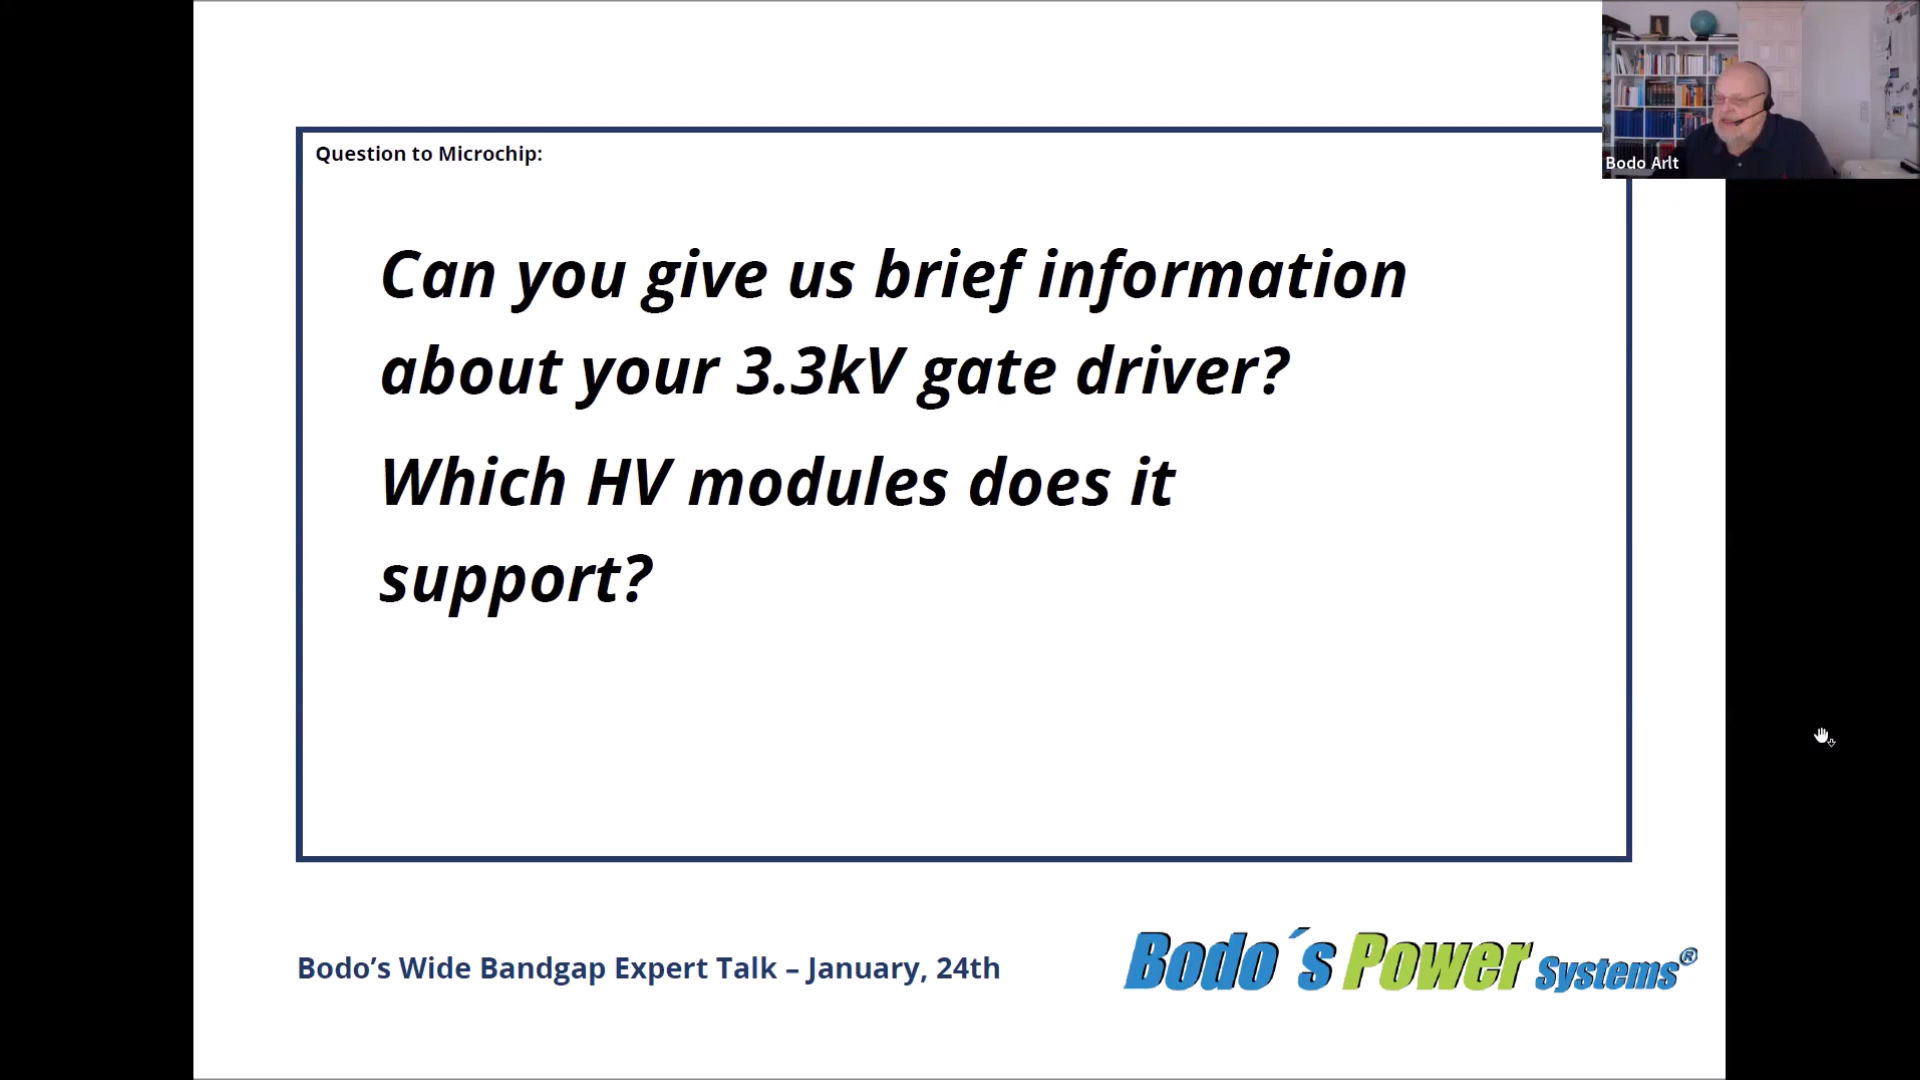 Question to Microchip:
Bodo Arlt
Can you give us brief information
about your 3.3kV gate driver?
Which HV modules does it
support?
Bodo’s Wide Bandgap Expert Talk – January, 24th
Bodo´s Power Systems®